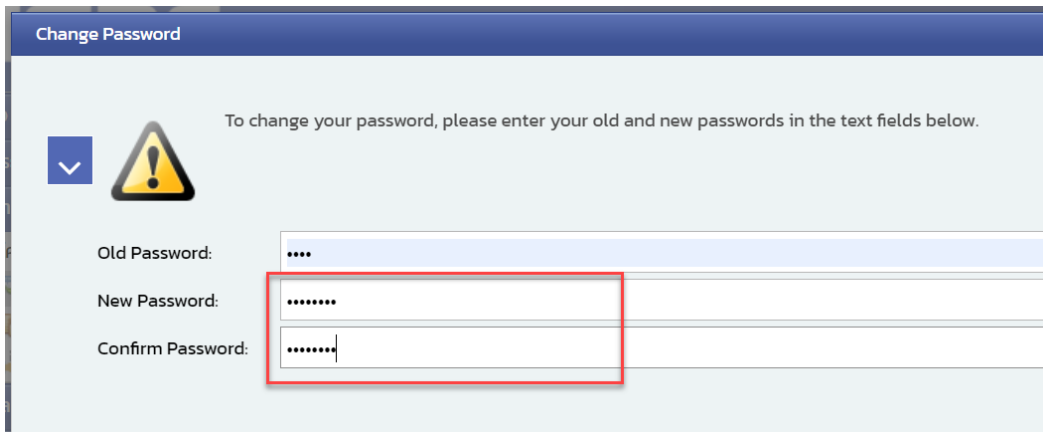 Change Password
To change your password, please enter your old and new passwords in the text fields below.
Old Password: ••••
New Password: ••••••••
Confirm Password: ••••••••